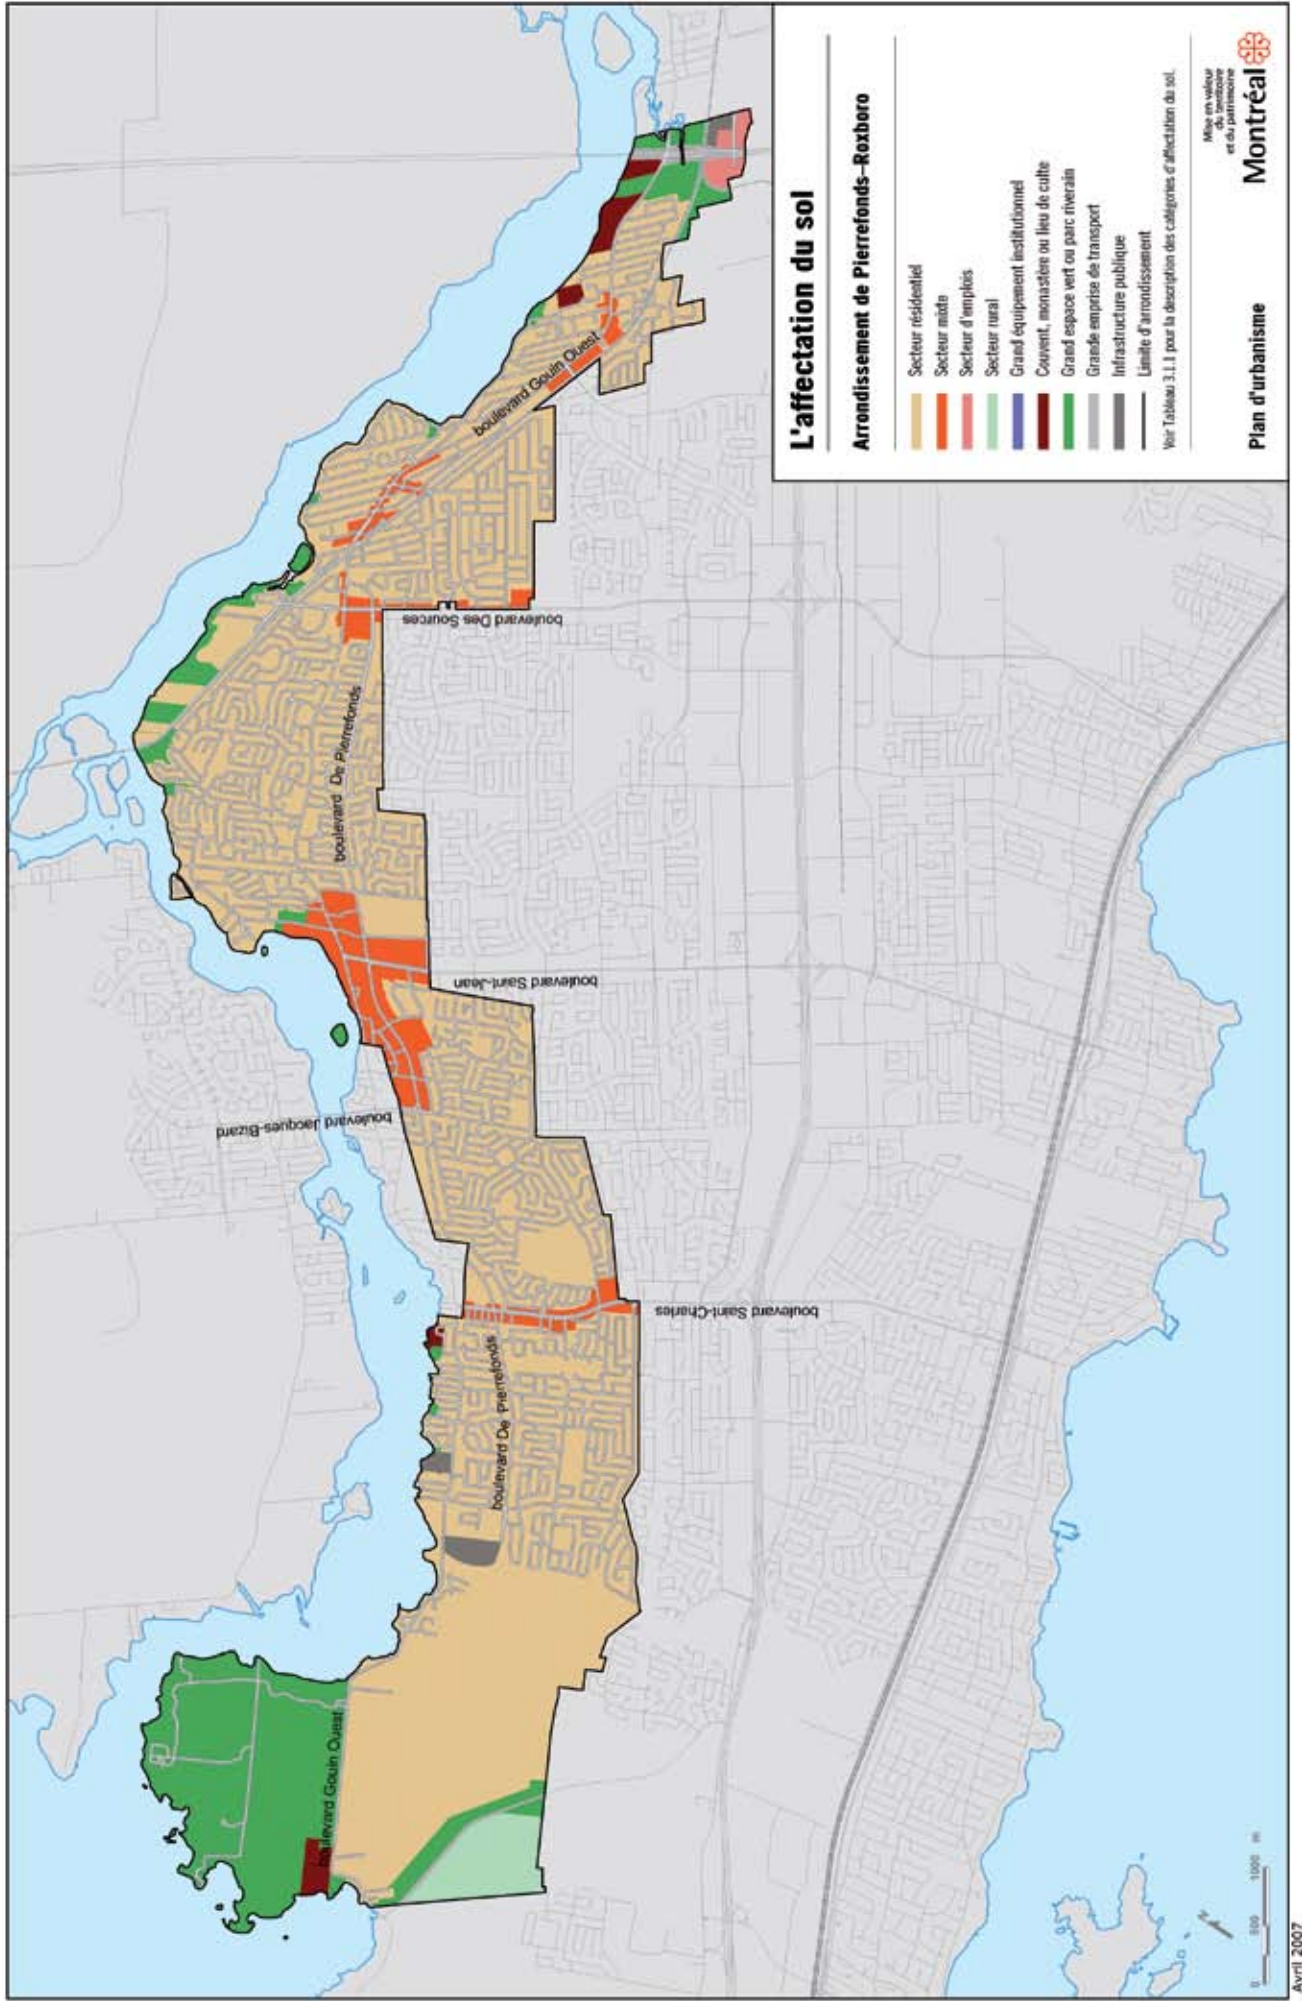 L'affectation du sol
Arrondissement de Pierrefonds–Roxboro
Secteur résidentiel
Secteur mixte
Secteur d'emplois
Secteur rural
Grand équipement institutionnel
Couvent, monastère ou lieu de culte
Grand espace vert ou parc riverain
Grande emprise de transport
Infrastructure publique
Limite d'arrondissement
Voir Tableau 3.1.1 pour la description des catégories d'affectation du sol.
Plan d'urbanisme
Mise en valeur
du territoire
et du patrimoine
Montréal
boulevard Gouin Ouest
boulevard De Pierrefonds
boulevard Saint-Charles
boulevard Jacques-Bizard
boulevard Saint-Jean
boulevard De Pierrefonds
boulevard Des Sources
boulevard Gouin Ouest
N
0 500 1000 m
Avril 2007